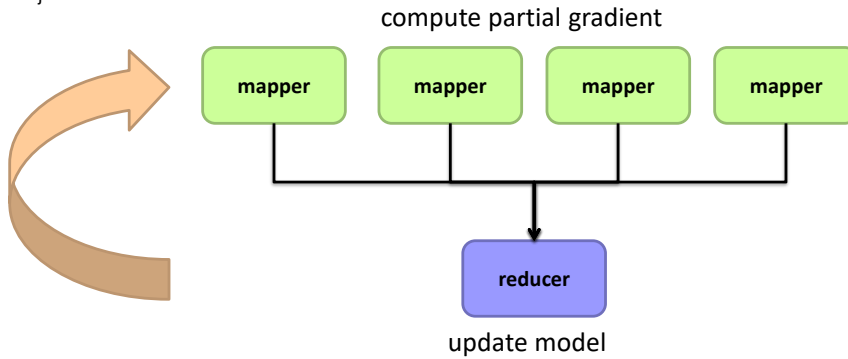 compute partial gradient
mapper mapper mapper mapper
reducer
update model